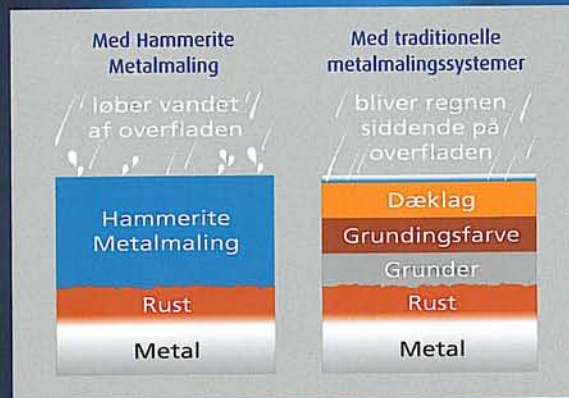 Med Hammerite
Metalmaling
løber vandet
af overfladen
Hammerite
Metalmaling
Rust
Metal
Med traditionelle
metalmalingssystemer
bliver regnen
siddende på
overfladen
Dæklag
Grundingsfarve
Grunder
Rust
Metal